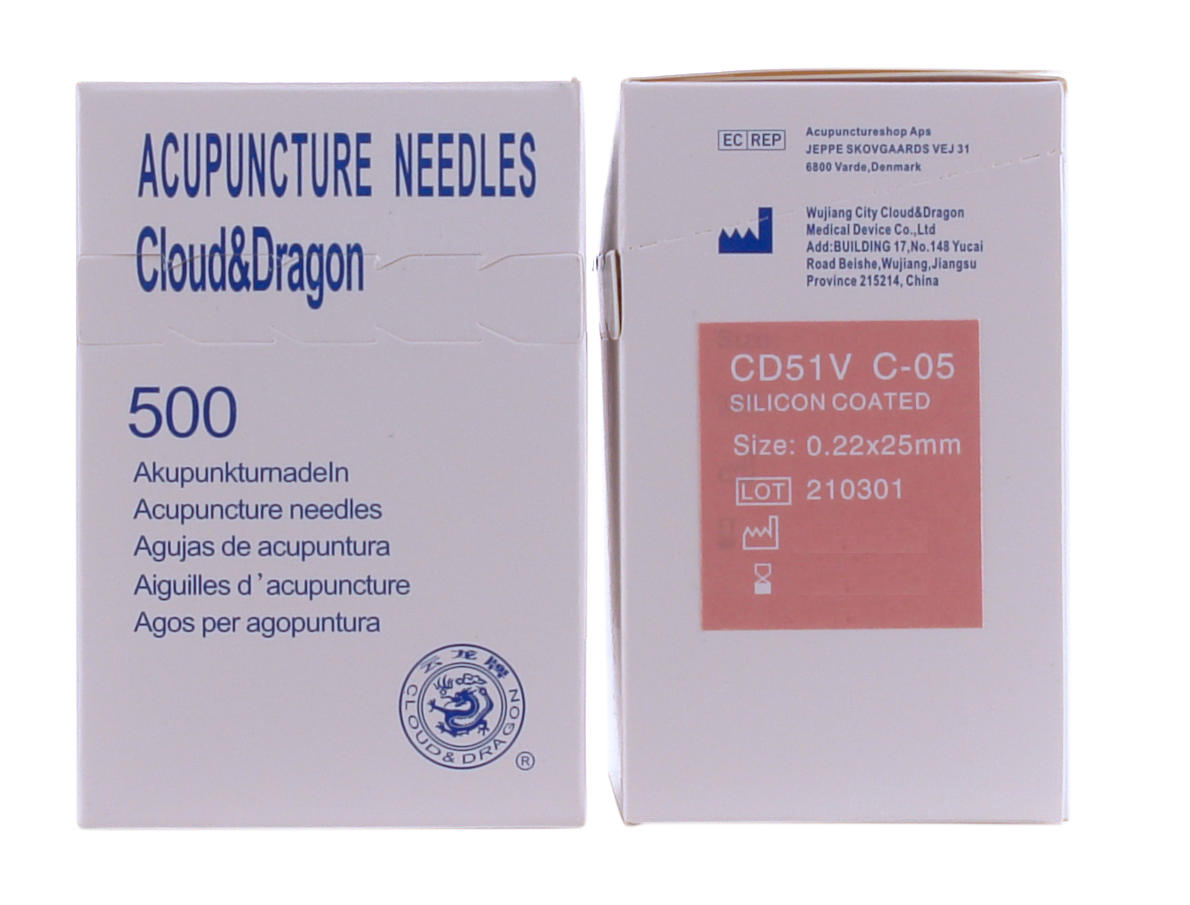 ACUPUNCTURE NEEDLES
Cloud&Dragon
500
Akupunkturnadeln
Acupuncture needles
Agujas de acupuntura
Aiguilles d’acupuncture
Agos per agopuntura
云龙牌
CLOUD & DRAGON
®
EC REP
Acupunctureshop Aps
JEPPE SKOVGAARDS VEJ 31
6800 Varde,Denmark
Wujiang City Cloud&Dragon
Medical Device Co.,Ltd
Add:BUILDING 17,No.148 Yucai
Road Beishe,Wujiang,Jiangsu
Province 215214, China
CD51V C-05
SILICON COATED
Size: 0.22x25mm
LOT 210301